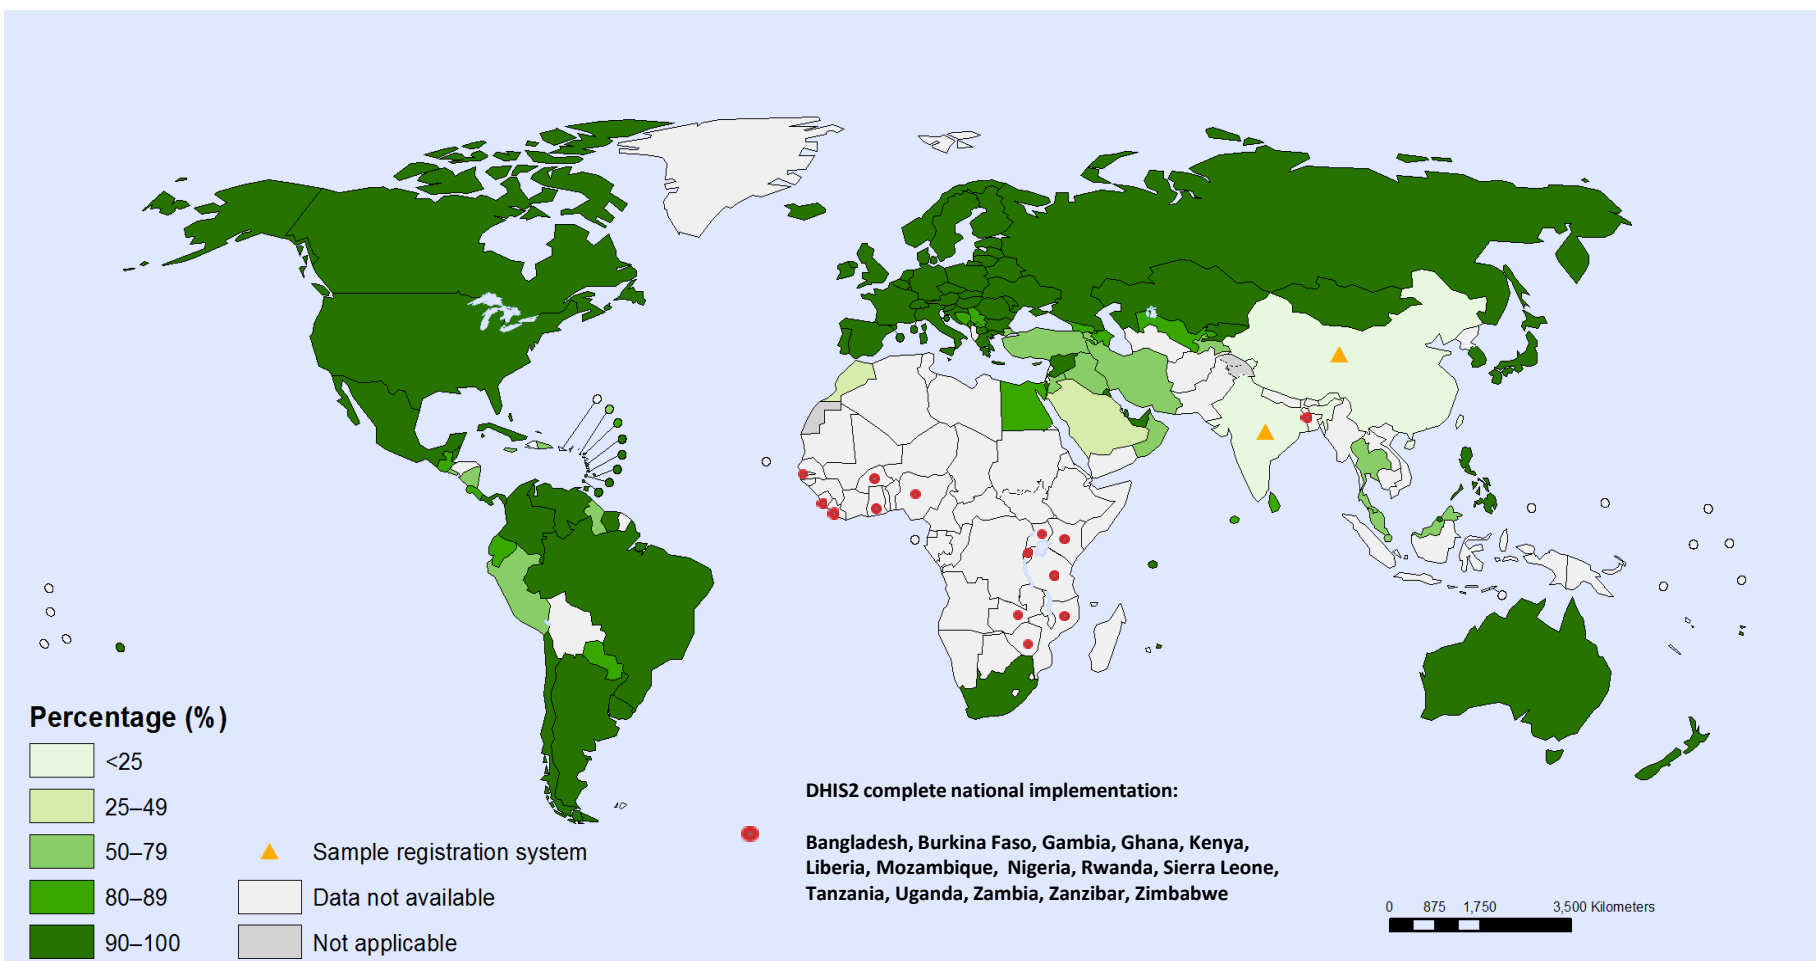 Percentage (%)
<25
25–49
50–79
80–89
90–100
Sample registration system
Data not available
Not applicable
DHIS2 complete national implementation:
Bangladesh, Burkina Faso, Gambia, Ghana, Kenya,
Liberia, Mozambique, Nigeria, Rwanda, Sierra Leone,
Tanzania, Uganda, Zambia, Zanzibar, Zimbabwe
0 875 1,750 3,500 Kilometers